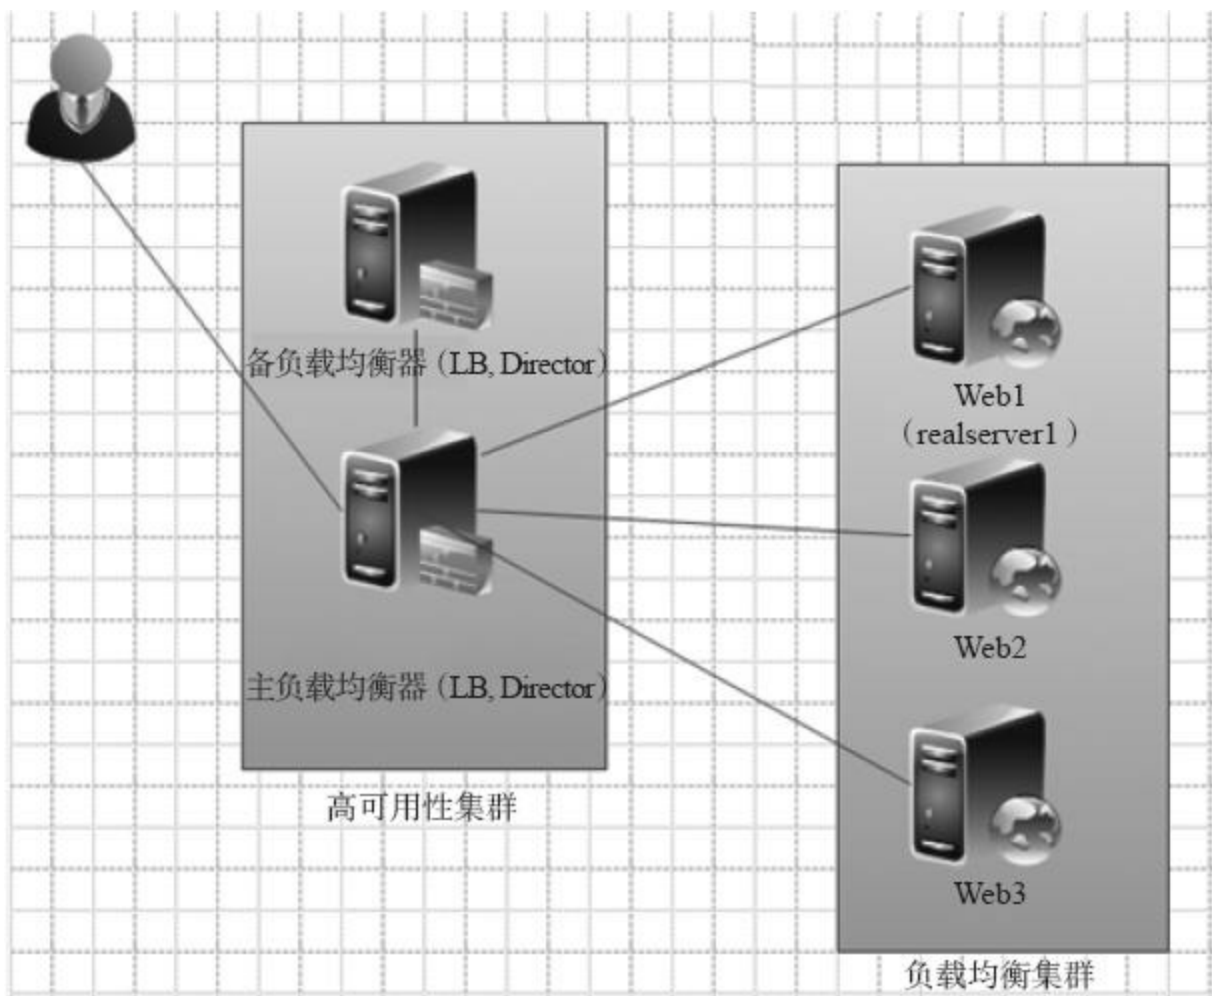 备负载均衡器（LB, Director）
主负载均衡器（LB, Director）
高可用性集群
Web1
（realserver1）
Web2
Web3
负载均衡集群